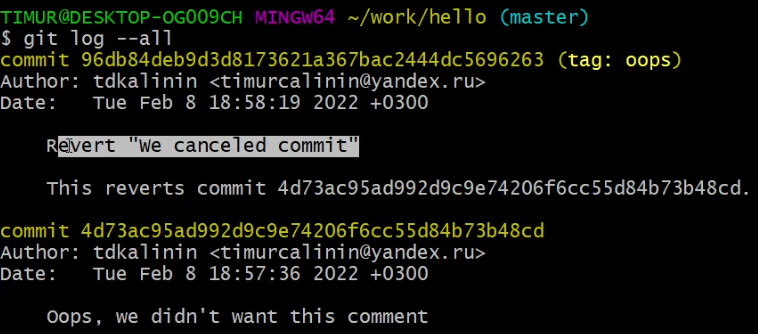 TIMUR@DESKTOP-OG0O9CH MINGW64 ~/work/hello (master)
$ git log --all
commit 96db84deb9d3d8173621a367bac2444dc5696263 (tag: oops)
Author: tdkalinin <timurcalinin@yandex.ru>
Date:   Tue Feb 8 18:58:19 2022 +0300
Revert "We canceled commit"
This reverts commit 4d73ac95ad992d9c9e74206f6cc55d84b73b48cd.
commit 4d73ac95ad992d9c9e74206f6cc55d84b73b48cd
Author: tdkalinin <timurcalinin@yandex.ru>
Date:   Tue Feb 8 18:57:36 2022 +0300
Oops, we didn't want this comment